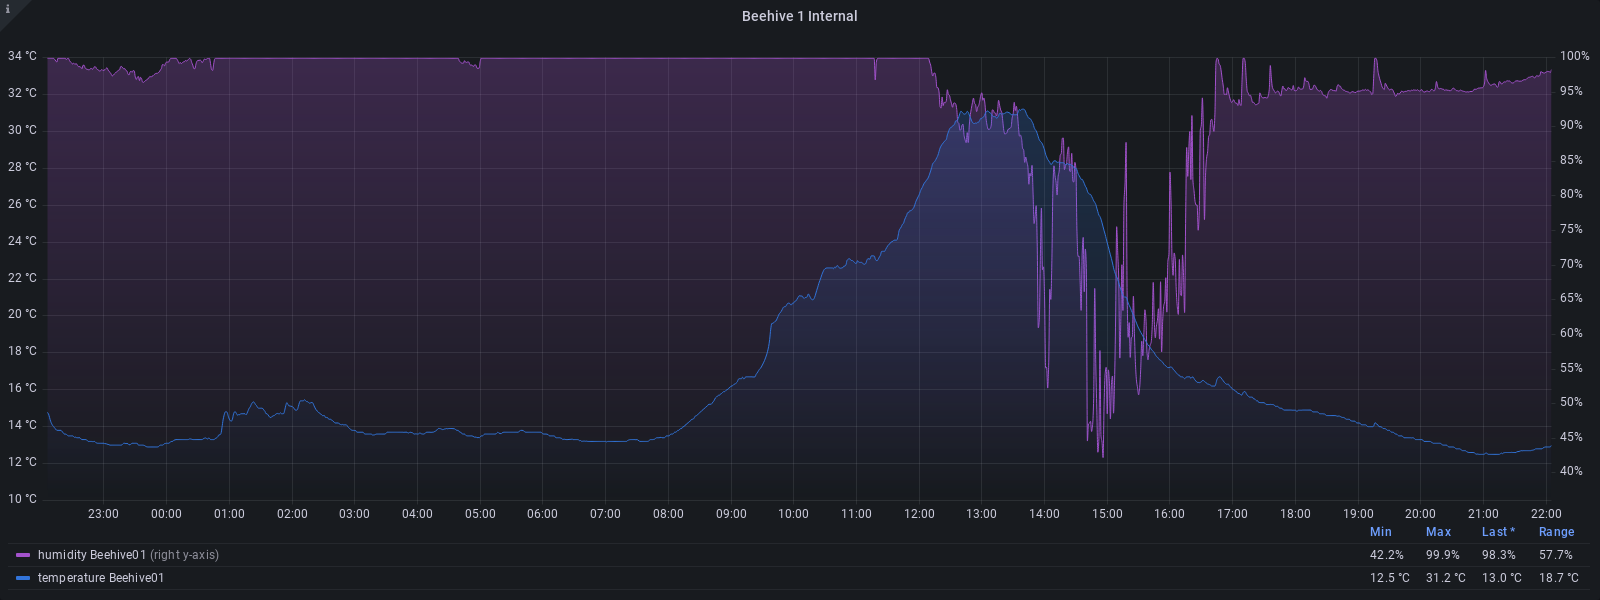 i
Beehive 1 Internal
34 °C 100%
32 °C 95%
30 °C 90%
28 °C 85%
26 °C 80%
24 °C 75%
22 °C 70%
20 °C 65%
18 °C 60%
16 °C 55%
14 °C 50%
12 °C 45%
10 °C 40%
23:00 00:00 01:00 02:00 03:00 04:00 05:00 06:00 07:00 08:00 09:00 10:00 11:00 12:00 13:00 14:00 15:00 16:00 17:00 18:00 19:00 20:00 21:00 22:00
Min Max Last * Range
humidity Beehive01 (right y-axis) 42.2% 99.9% 98.3% 57.7%
temperature Beehive01 12.5 °C 31.2 °C 13.0 °C 18.7 °C